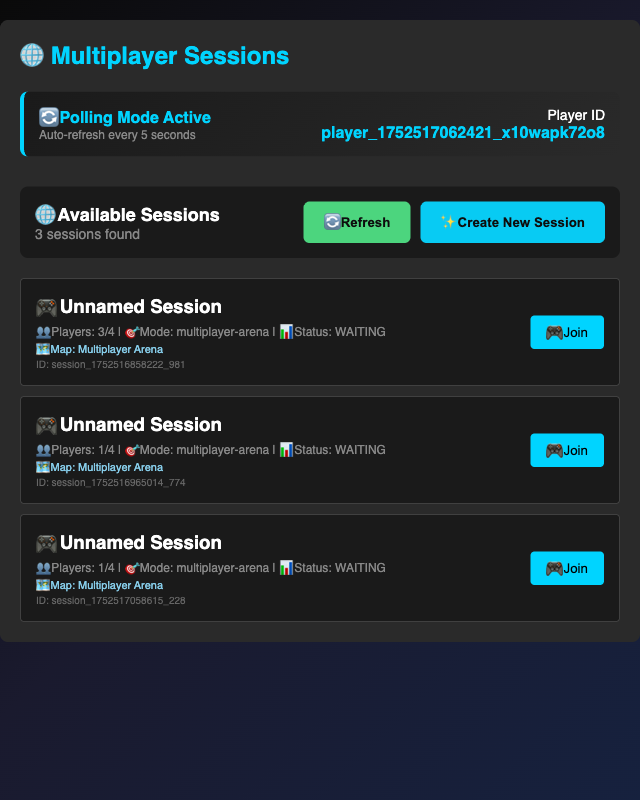 🌐 Multiplayer Sessions
🔄Polling Mode Active
Auto-refresh every 5 seconds
Player ID
player_1752517062421_x10wapk72o8
🌐Available Sessions
3 sessions found
🔄Refresh
✨Create New Session
🎮Unnamed Session
👥Players: 3/4 | 🎯Mode: multiplayer-arena | 📊Status: WAITING
🗺️Map: Multiplayer Arena
ID: session_1752516858222_981
🎮Join
🎮Unnamed Session
👥Players: 1/4 | 🎯Mode: multiplayer-arena | 📊Status: WAITING
🗺️Map: Multiplayer Arena
ID: session_1752516965014_774
🎮Join
🎮Unnamed Session
👥Players: 1/4 | 🎯Mode: multiplayer-arena | 📊Status: WAITING
🗺️Map: Multiplayer Arena
ID: session_1752517058615_228
🎮Join